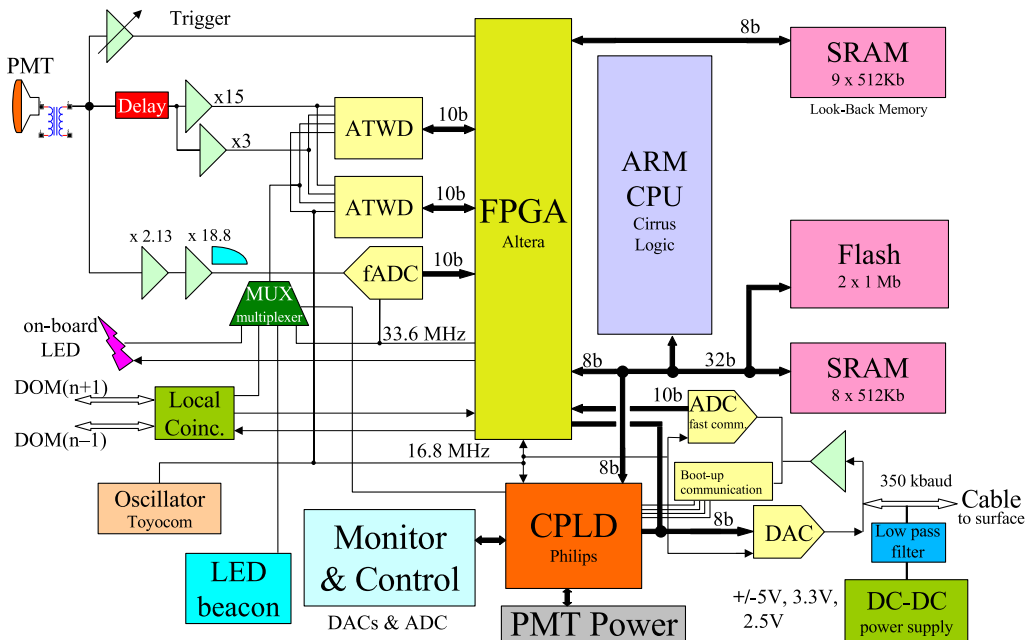 Trigger
PMT
Delay
x15
x3
ATWD
10b
ATWD
10b
x 2.13
x 18.8
fADC
10b
MUX
multiplexer
33.6 MHz
on-board
LED
DOM(n+1)
DOM(n−1)
Local
Coinc.
16.8 MHz
Oscillator
Toyocom
LED
beacon
Monitor
& Control
DACs & ADC
FPGA
Altera
8b
SRAM
9 x 512Kb
Look-Back Memory
ARM
CPU
Cirrus
Logic
Flash
2 x 1 Mb
8b
32b
SRAM
8 x 512Kb
10b
ADC
fast comm.
8b
Boot-up
communication
CPLD
Philips
8b
DAC
350 kbaud
Cable
to surface
Low pass
filter
+/-5V, 3.3V,
2.5V
DC-DC
power supply
PMT Power